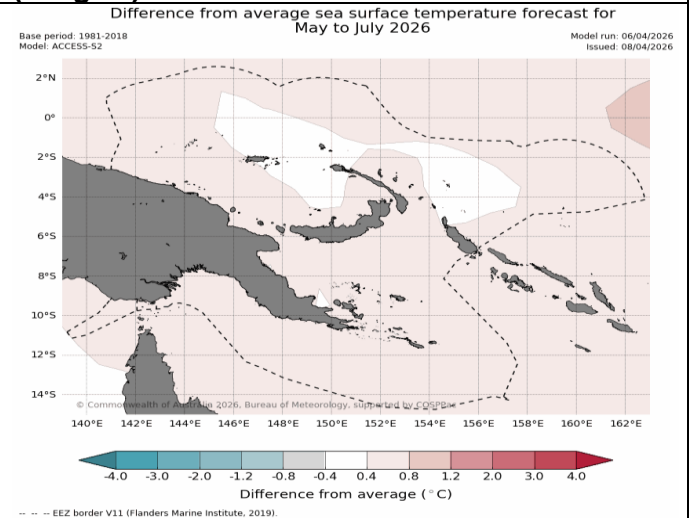 Difference from average sea surface temperature forecast for
May to July 2026
Base period: 1981-2018
Model: ACCESS-S2
Model run: 06/04/2026
Issued: 08/04/2026
2°N
0°
2°S
4°S
6°S
8°S
10°S
12°S
14°S
© Commonwealth of Australia 2026, Bureau of Meteorology, supported by COSPPac
140°E 142°E 144°E 146°E 148°E 150°E 152°E 154°E 156°E 158°E 160°E 162°E
-4.0 -3.0 -2.0 -1.2 -0.8 -0.4 0.4 0.8 1.2 2.0 3.0 4.0
Difference from average (°C)
-- -- -- EEZ border V11 (Flanders Marine Institute, 2019).